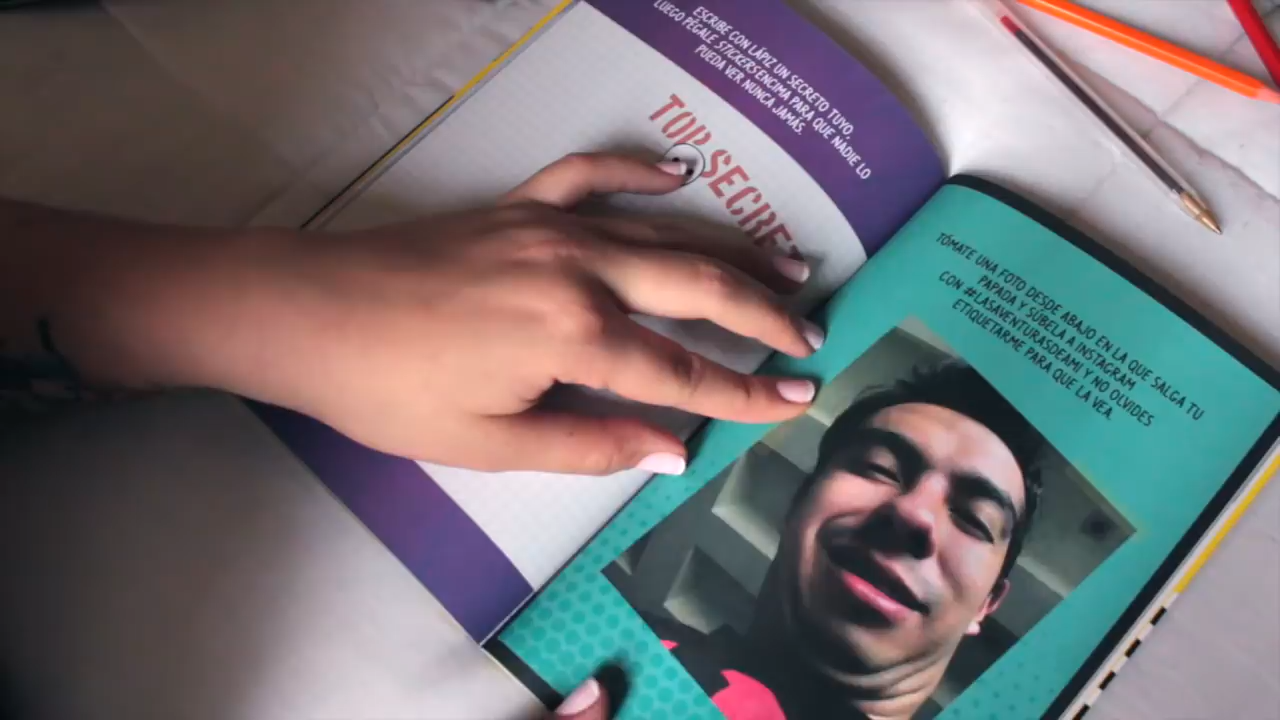 ESCRIBE CON LÁPIZ UN SECRETO TUYO,
LUEGO PÉGALE STICKERS ENCIMA PARA QUE NADIE LO
PUEDA VER NUNCA JAMÁS.
TOP SECRET
TÓMATE UNA FOTO DESDE ABAJO EN LA QUE SALGA TU
PAPADA Y SÚBELA A INSTAGRAM
CON #LASAVENTURASDEAMI Y NO OLVIDES
ETIQUETARME PARA QUE LA VEA.